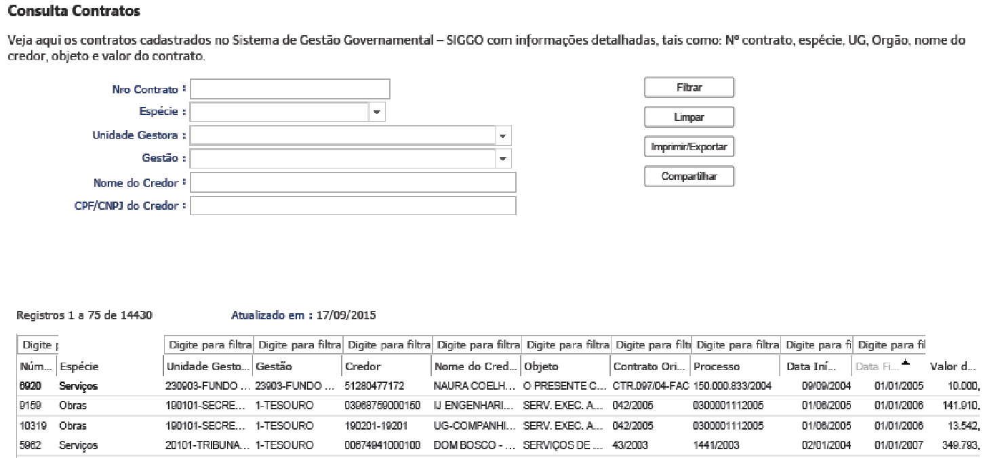 Consulta Contratos
Veja aqui os contratos cadastrados no Sistema de Gestão Governamental – SIGGO com informações detalhadas, tais como: Nº contrato, espécie, UG, Orgão, nome do
credor, objeto e valor do contrato.
Nro Contrato :
Filtrar
Espécie :
Limpar
Unidade Gestora :
Imprimir/Exportar
Gestão :
Compartilhar
Nome do Credor :
CPF/CNPJ do Credor :
Registros 1 a 75 de 14430 Atualizado em : 17/09/2015
Digite p Digite para filtra Digite para filtra Digite para filtra Digite para filtra Digite para filtra Digite para filtr Digite para filtra Digite para fi Digite para fil
Núm... Espécie Unidade Gesto... Gestão Credor Nome do Cred... Objeto Contrato Ori... Processo Data Iní... Data Fi... Valor d...
6920 Serviços 230903-FUNDO ... 23903-FUNDO ... 51280477172 NAURA COELH... O PRESENTE C... CTR.097/04-FAC 150.000.833/2004 09/09/2004 01/01/2005 10.000,
9159 Obras 190101-SECRE... 1-TESOURO 03968759000150 IJ ENGENHARI... SERV. EXEC. A... 042/2005 0300001112005 01/06/2005 01/01/2006 141.910,
10319 Obras 190101-SECRE... 1-TESOURO 190201-19201 UG-COMPANHI... SERV. EXEC. A... 042/2005 0300001112005 01/06/2005 01/01/2006 13.542,
5962 Serviços 20101-TRIBUNA... 1-TESOURO 00674941000100 DOM BOSCO - ... SERVIÇOS DE ... 43/2003 1441/2003 02/01/2004 01/01/2007 349.793,